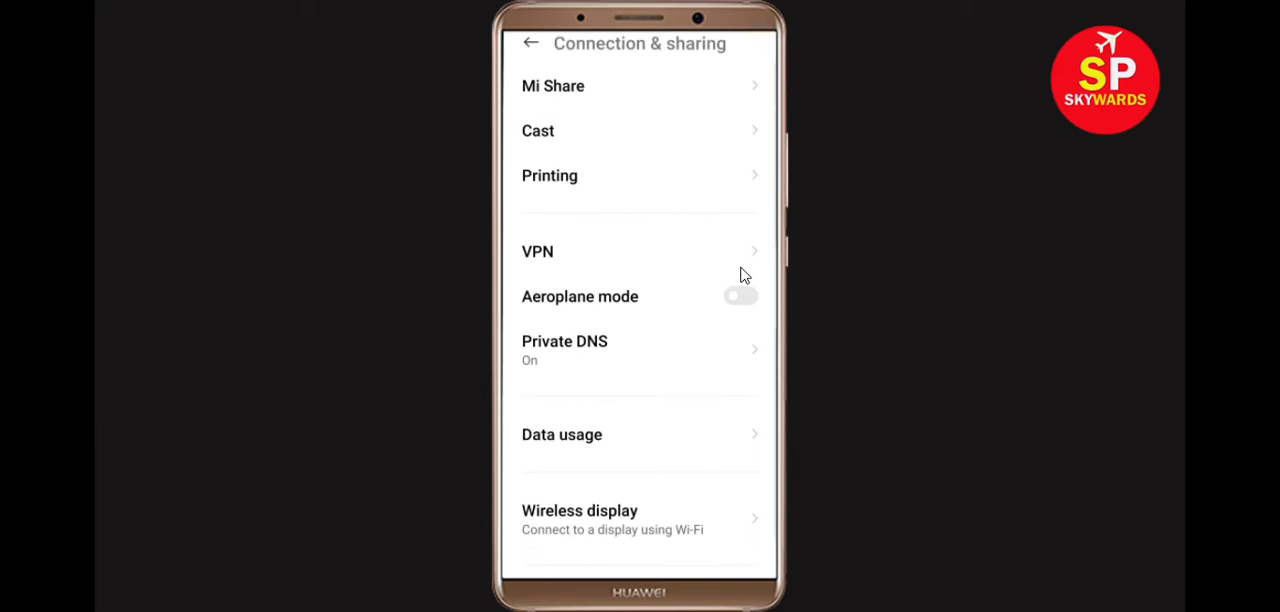 Connection & sharing
Mi Share
Cast
Printing
VPN
Aeroplane mode
Private DNS
On
Data usage
Wireless display
Connect to a display using Wi-Fi
HUAWEI
SP
SKYWARDS